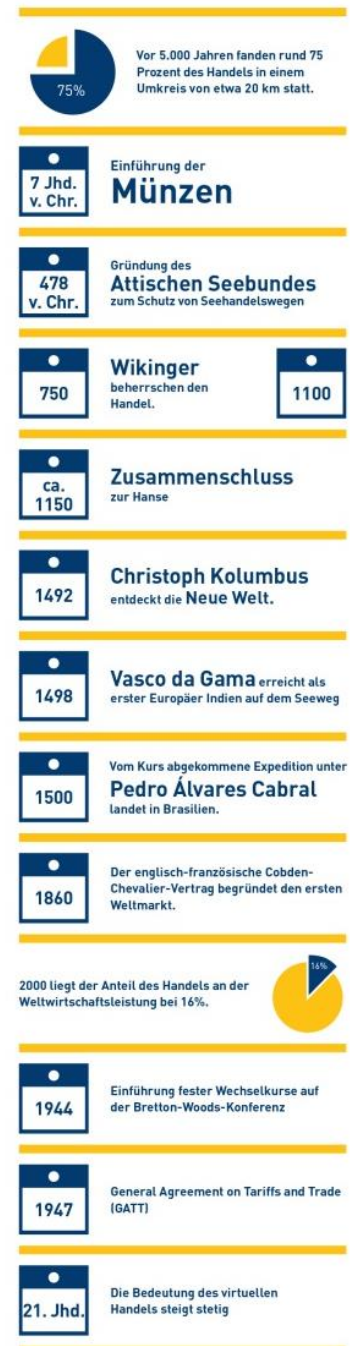 75%
Vor 5.000 Jahren fanden rund 75
Prozent des Handels in einem
Umkreis von etwa 20 km statt.
7 Jhd.
v. Chr.
Einführung der
Münzen
478
v. Chr.
Gründung des
Attischen Seebundes
zum Schutz von Seehandelswegen
750
Wikinger
beherrschen den
Handel.
1100
ca.
1150
Zusammenschluss
zur Hanse
1492
Christoph Kolumbus
entdeckt die Neue Welt.
1498
Vasco da Gama erreicht als
erster Europäer Indien auf dem Seeweg
1500
Vom Kurs abgekommene Expedition unter
Pedro Álvares Cabral
landet in Brasilien.
1860
Der englisch-französische Cobden-
Chevalier-Vertrag begründet den ersten
Weltmarkt.
2000 liegt der Anteil des Handels an der
Weltwirtschaftsleistung bei 16%.
16%
1944
Einführung fester Wechselkurse auf
der Bretton-Woods-Konferenz
1947
General Agreement on Tariffs and Trade
(GATT)
21. Jhd.
Die Bedeutung des virtuellen
Handels steigt stetig